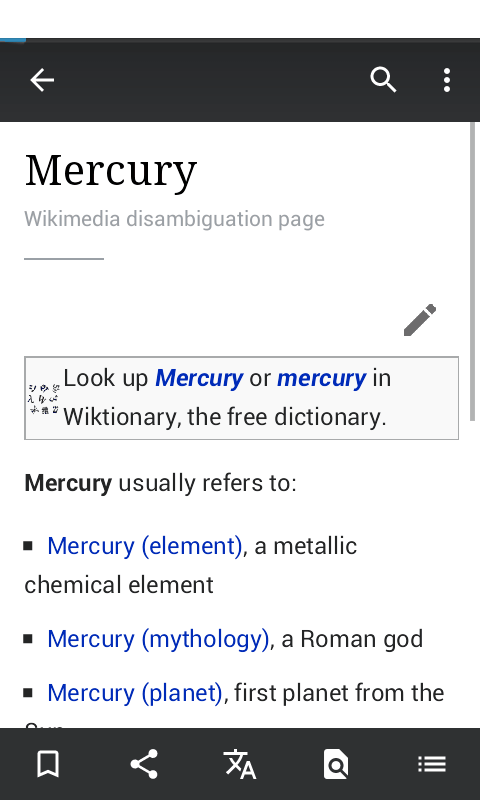 Mercury
Wikimedia disambiguation page
Look up Mercury or mercury in
Wiktionary, the free dictionary.
Mercury usually refers to:
Mercury (element), a metallic
chemical element
Mercury (mythology), a Roman god
Mercury (planet), first planet from the